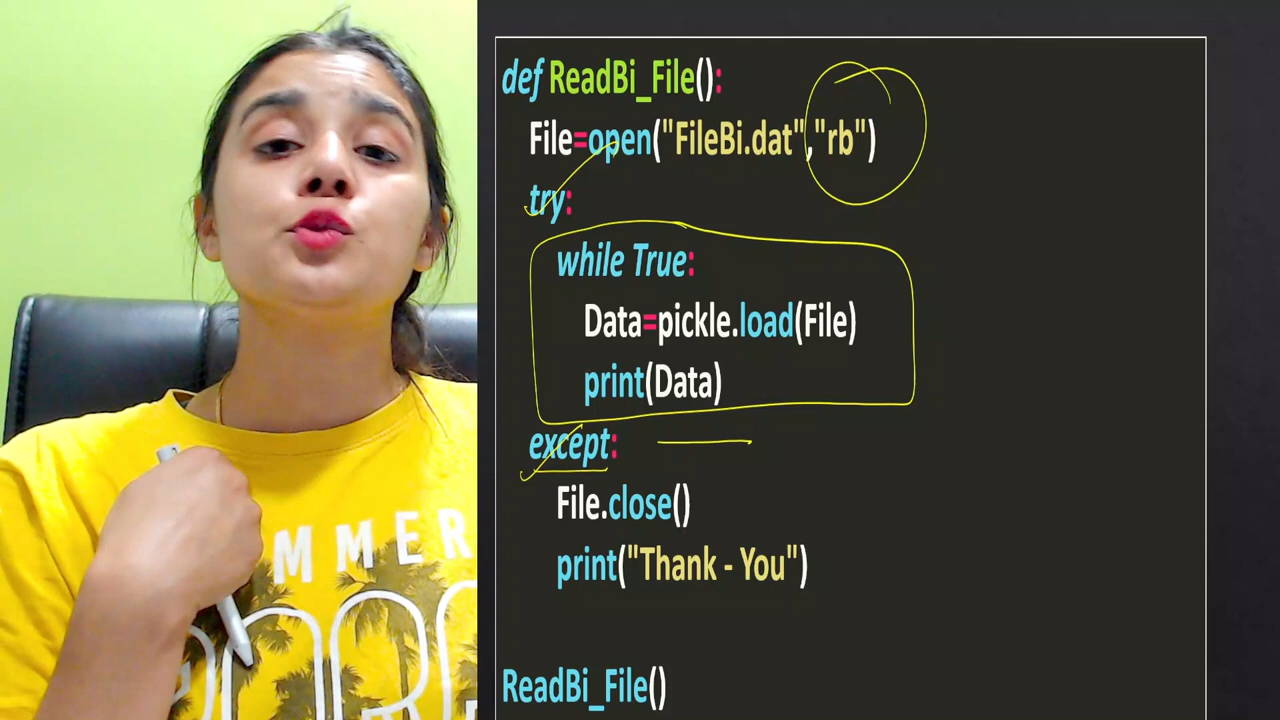 def ReadBi_File():
File=open("FileBi.dat","rb")
try:
while True:
Data=pickle.load(File)
print(Data)
except:
File.close()
print("Thank - You")
ReadBi_File()
MMER